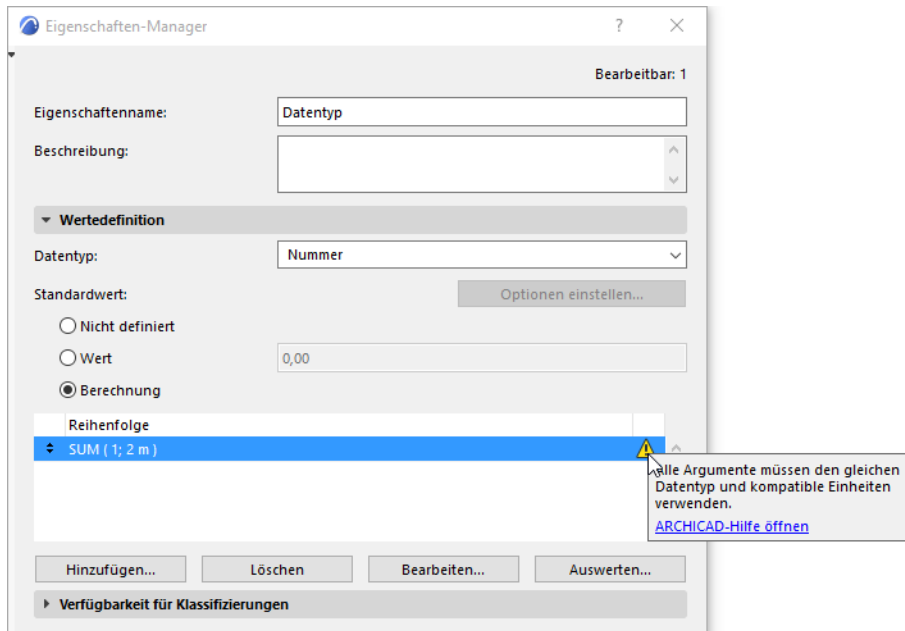 Eigenschaften-Manager
?
Bearbeitbar: 1
Eigenschaftenname:
Datentyp
Beschreibung:
Wertedefinition
Datentyp:
Nummer
Standardwert:
Optionen einstellen...
Nicht definiert
Wert
0,00
Berechnung
Reihenfolge
SUM ( 1; 2 m )
Alle Argumente müssen den gleichen
Datentyp und kompatible Einheiten
verwenden.
ARCHICAD-Hilfe öffnen
Hinzufügen...
Löschen
Bearbeiten...
Auswerten...
Verfügbarkeit für Klassifizierungen